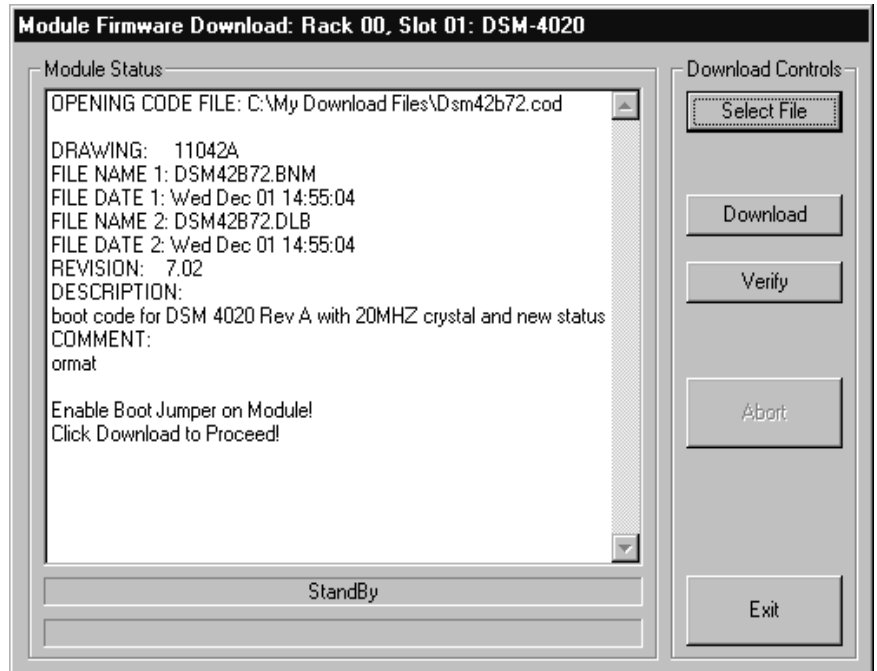 Module Firmware Download: Rack 00, Slot 01: DSM-4020
Module Status
OPENING CODE FILE: C:\My Download Files\Dsm42b72.cod
DRAWING: 11042A
FILE NAME 1: DSM42B72.BNM
FILE DATE 1: Wed Dec 01 14:55:04
FILE NAME 2: DSM42B72.DLB
FILE DATE 2: Wed Dec 01 14:55:04
REVISION: 7.02
DESCRIPTION:
boot code for DSM 4020 Rev A with 20MHZ crystal and new status
COMMENT:
ormat
Enable Boot Jumper on Module!
Click Download to Proceed!
StandBy
Download Controls
Select File
Download
Verify
Abort
Exit